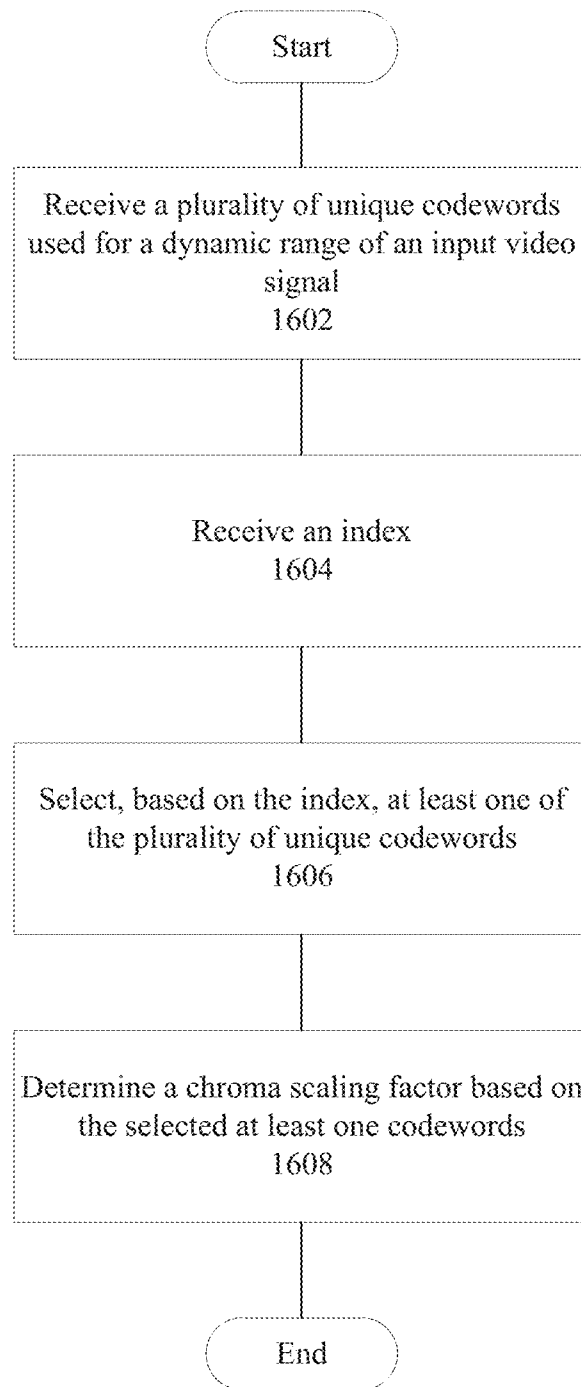 Start
Receive a plurality of unique codewords
used for a dynamic range of an input video
signal
1602
Receive an index
1604
Select, based on the index, at least one of
the plurality of unique codewords
1606
Determine a chroma scaling factor based on
the selected at least one codewords
1608
End